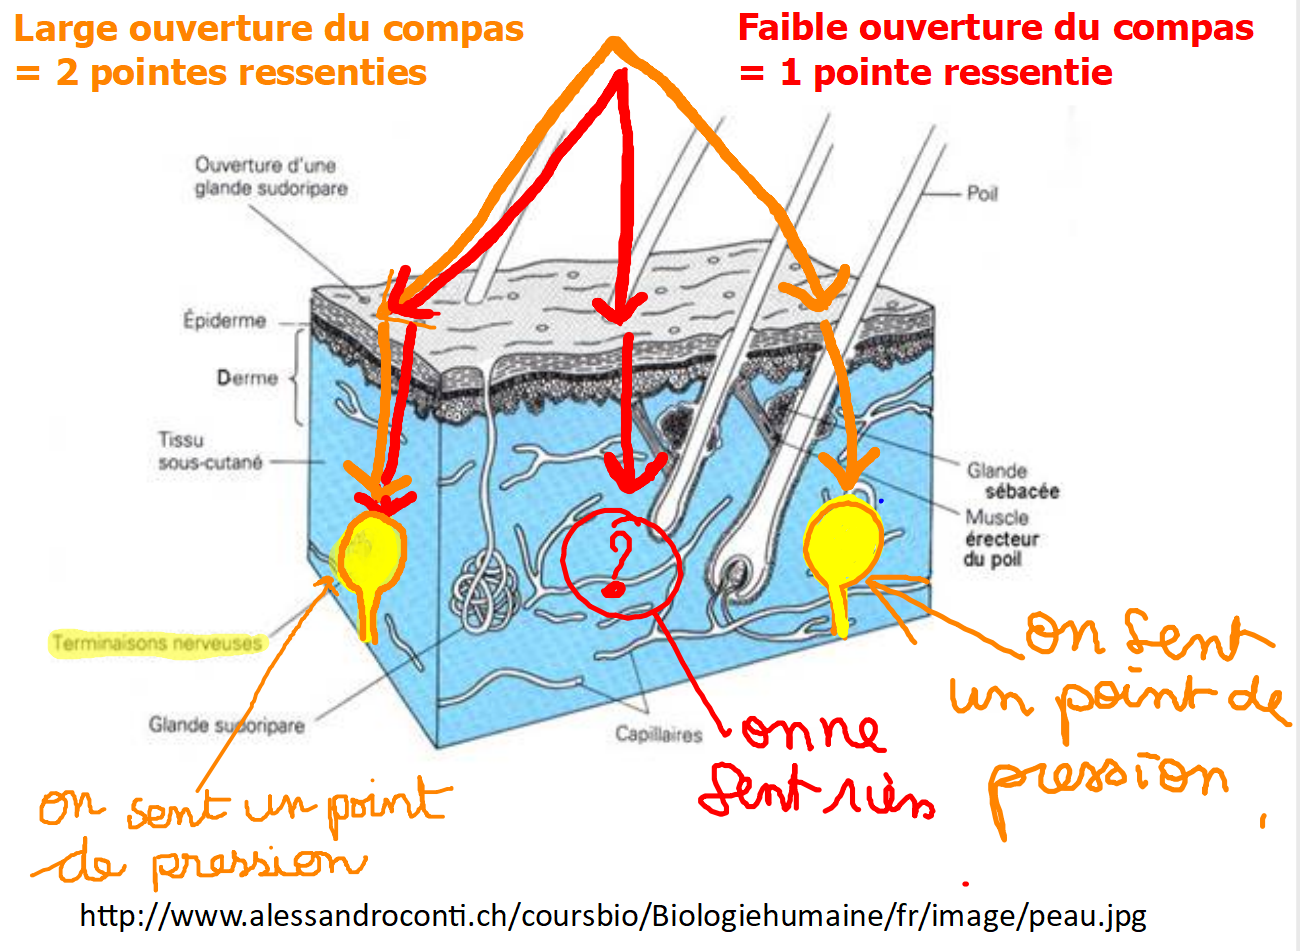 Large ouverture du compas
= 2 pointes ressenties
Faible ouverture du compas
= 1 pointe ressentie
Ouverture d'une
glande sudoripare
Poil
Épiderme
Derme
Tissu
sous-cutané
Glande
sébacée
Muscle
érecteur
du poil
?
Terminaisons nerveuses
Glande sudoripare
Capillaires
on sent
un point de
pression
on ne
sent rien
on sent un point
de pression
http://www.alessandroconti.ch/coursbio/Biologiehumaine/fr/image/peau.jpg